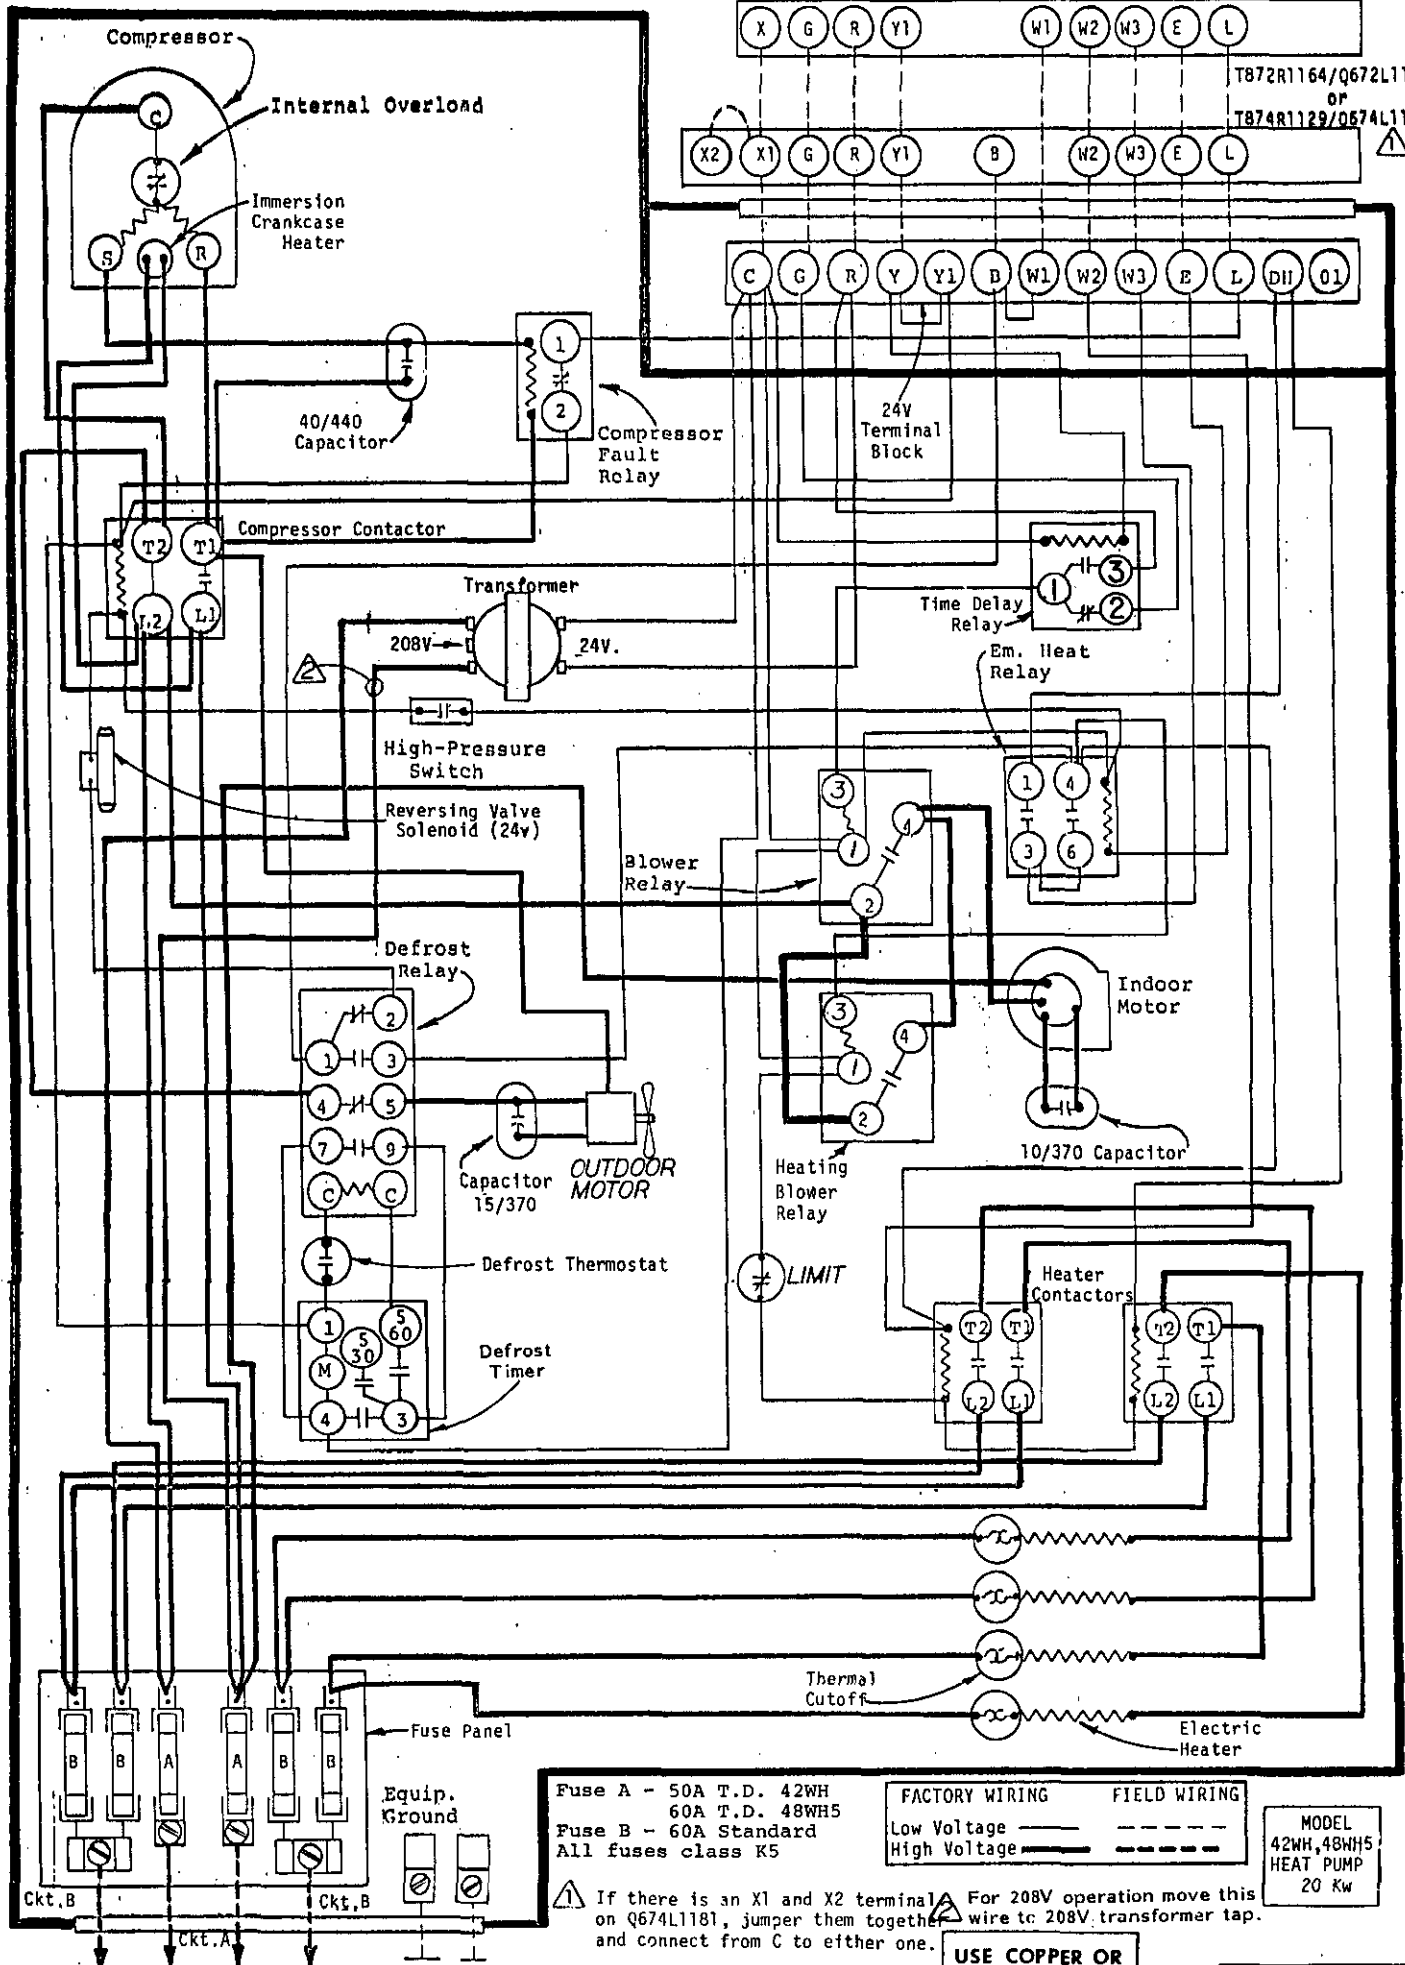 X G R Y1 W1 W2 W3 E L
T872R1164/Q672L11
or
T874R1129/Q674L11
1
X2 X1 G R Y1 B W2 W3 E L
Compressor
Internal Overload
C
Immersion
Crankcase
Heater
S R
C G R Y Y1 B W1 W2 W3 E L DH O1
24V
Terminal
Block
40/440
Capacitor
1
2
Compressor
Fault
Relay
Compressor Contactor
T2 T1
L2 L1
Transformer
208V
24V.
2
High-Pressure
Switch
Reversing Valve
Solenoid (24v)
1 3
2
Time Delay
Relay
Em. Heat
Relay
1 4
3 6
Blower
Relay
3 4
1
2
Defrost
Relay
2
1 3
4 5
7 9
C C
Capacitor
15/370
OUTDOOR
MOTOR
3 4
1
2
Heating
Blower
Relay
Indoor
Motor
10/370 Capacitor
Defrost Thermostat
LIMIT
Heater
Contactors
T2 T1
L2 L1
T2 T1
L2 L1
1
S
30
S
60
M
4 3
Defrost
Timer
Thermal
Cutoff
Electric
Heater
Fuse Panel
B B A A B B
Equip.
Ground
Ckt.B
Ckt.B
Ckt.A
Fuse A - 50A T.D. 42WH
60A T.D. 48WH5
Fuse B - 60A Standard
All fuses class K5
FACTORY WIRING FIELD WIRING
Low Voltage
High Voltage
MODEL
42WH,48WH5
HEAT PUMP
20 Kw
1 If there is an X1 and X2 terminal
on Q674L1181, jumper them together
and connect from C to either one.
2 For 208V operation move this
wire to 208V transformer tap.
USE COPPER OR